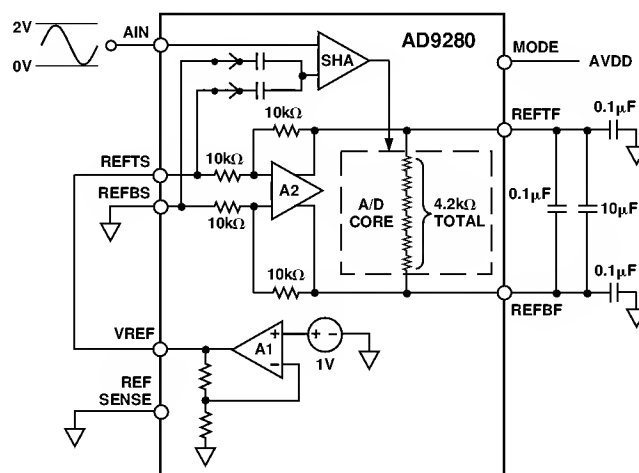 2V
0V
AIN
AD9280
SHA
MODE
AVDD
10kΩ
REFTF
0.1µF
REFTS
10kΩ
REFBS
A2
10kΩ
A/D
CORE
4.2kΩ
TOTAL
0.1µF
10µF
10kΩ
0.1µF
REFBF
VREF
A1
+
−
+ −
1V
REF
SENSE